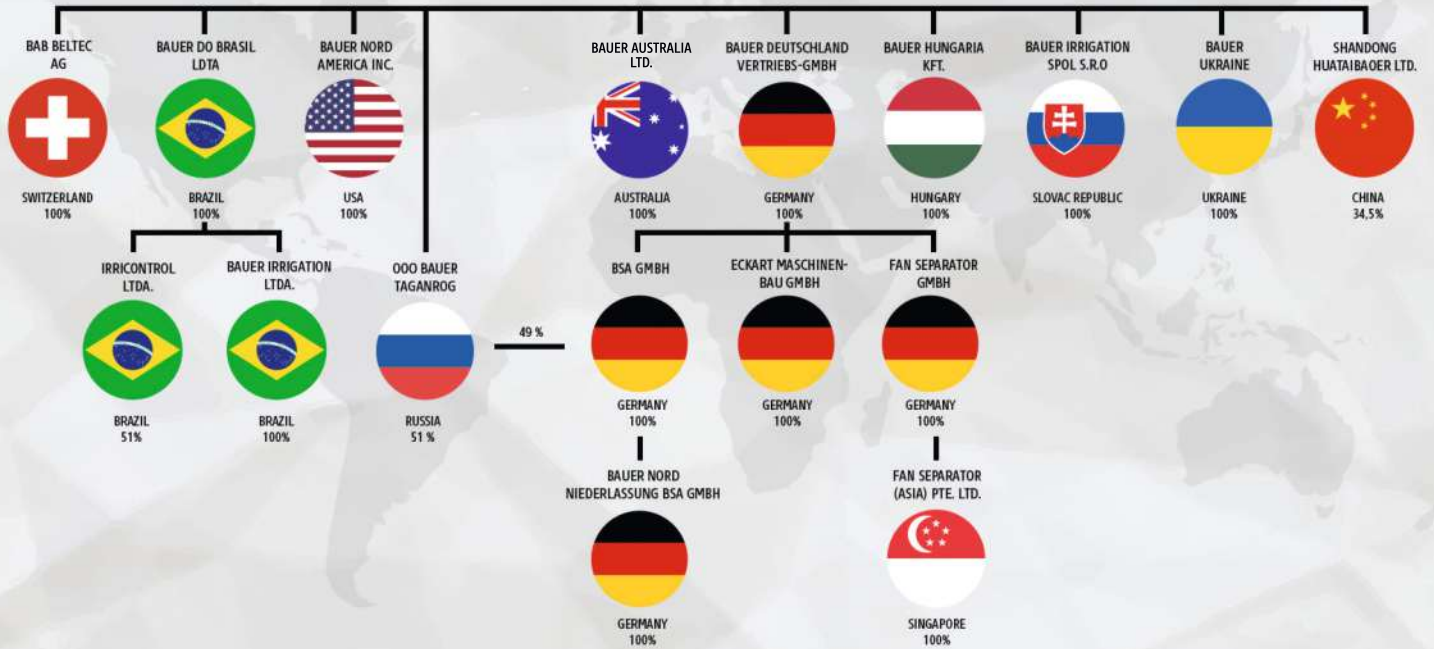 BAB BELTEC
AG
SWITZERLAND
100%
BAUER DO BRASIL
LDTA
BRAZIL
100%
BAUER NORD
AMERICA INC.
USA
100%
BAUER AUSTRALIA
LTD.
AUSTRALIA
100%
BAUER DEUTSCHLAND
VERTRIEBS-GMBH
GERMANY
100%
BAUER HUNGARIA
KFT.
HUNGARY
100%
BAUER IRRIGATION
SPOL S.R.O
SLOVAC REPUBLIC
100%
BAUER
UKRAINE
UKRAINE
100%
SHANDONG
HUATAIBAOER LTD.
CHINA
34,5%
IRRICONTROL
LTDA.
BRAZIL
51%
BAUER IRRIGATION
LTDA.
BRAZIL
100%
OOO BAUER
TAGANROG
RUSSIA
51 %
49 %
BSA GMBH
GERMANY
100%
ECKART MASCHINEN-
BAU GMBH
GERMANY
100%
FAN SEPARATOR
GMBH
GERMANY
100%
BAUER NORD
NIEDERLASSUNG BSA GMBH
GERMANY
100%
FAN SEPARATOR
(ASIA) PTE. LTD.
SINGAPORE
100%